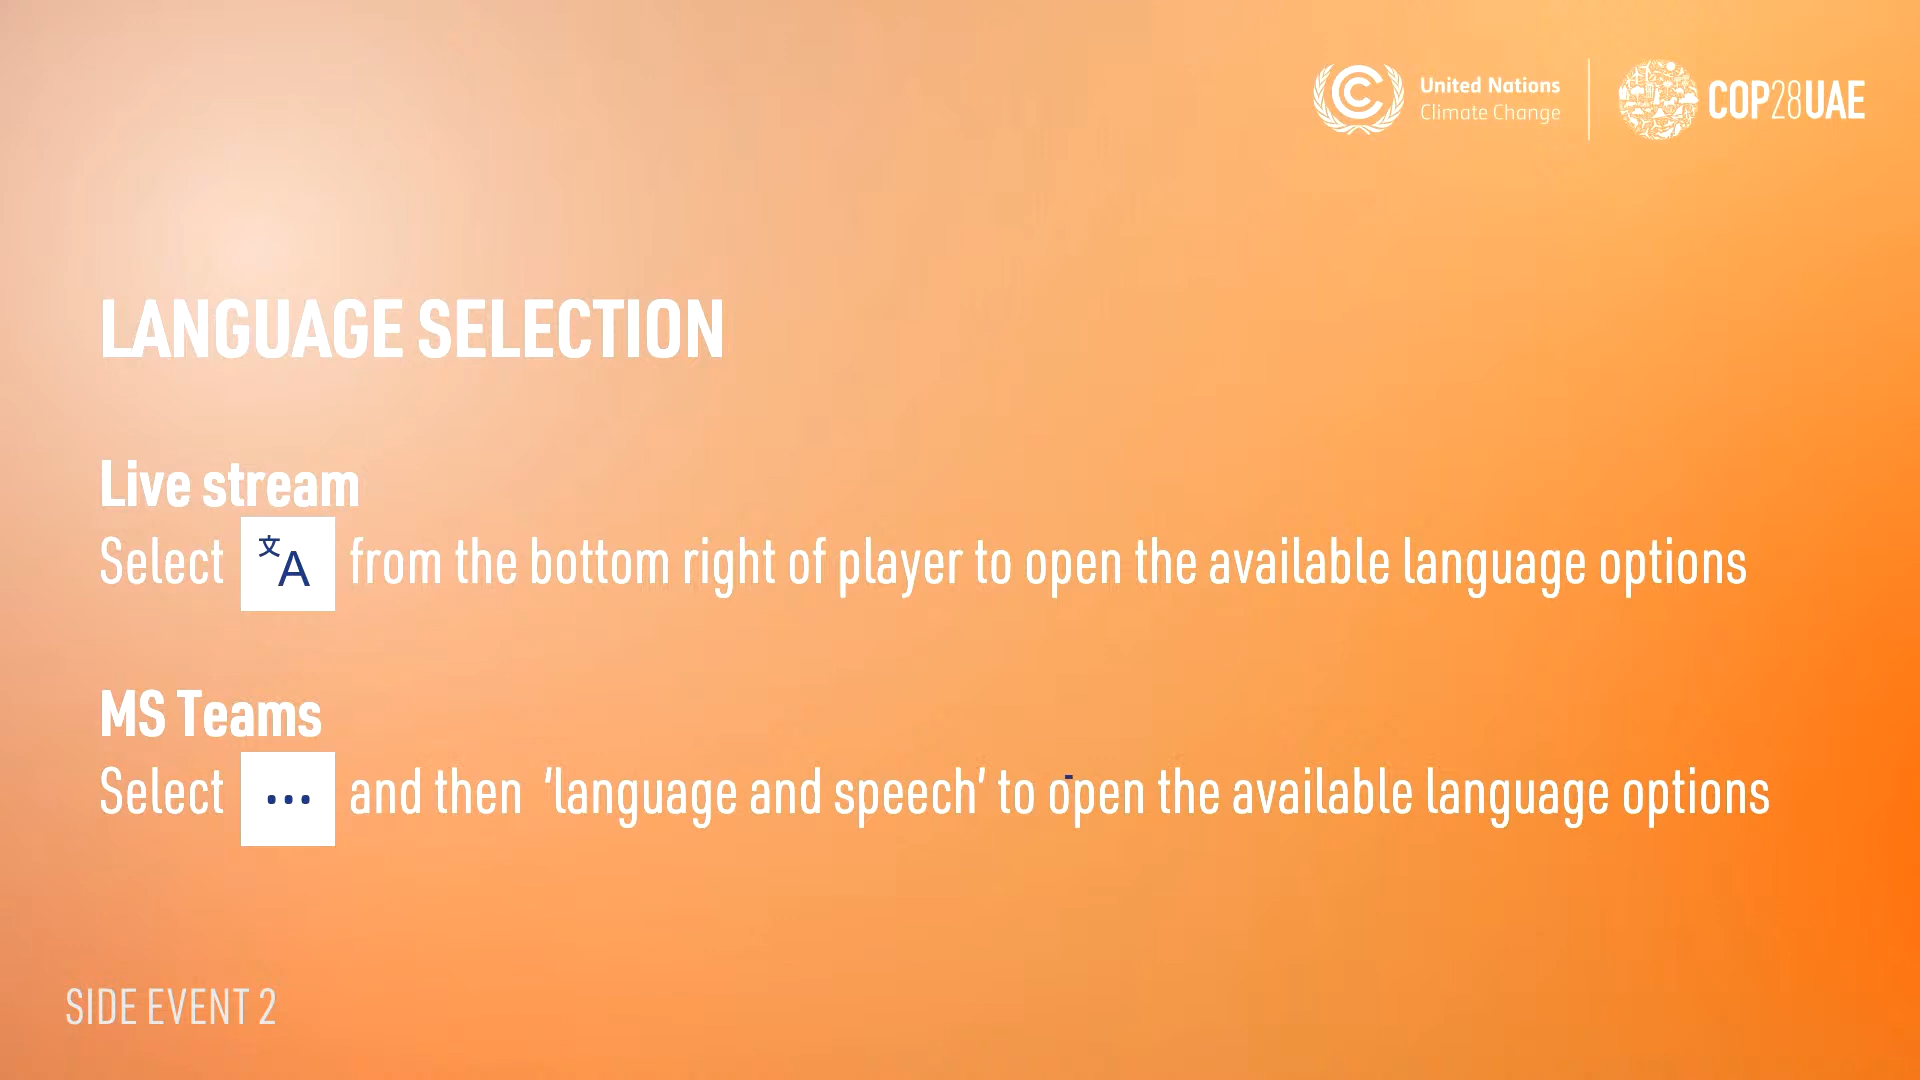 United Nations
Climate Change
COP28UAE
LANGUAGE SELECTION
Live stream
Select 文A from the bottom right of player to open the available language options
MS Teams
Select ... and then 'language and speech' to open the available language options
SIDE EVENT 2